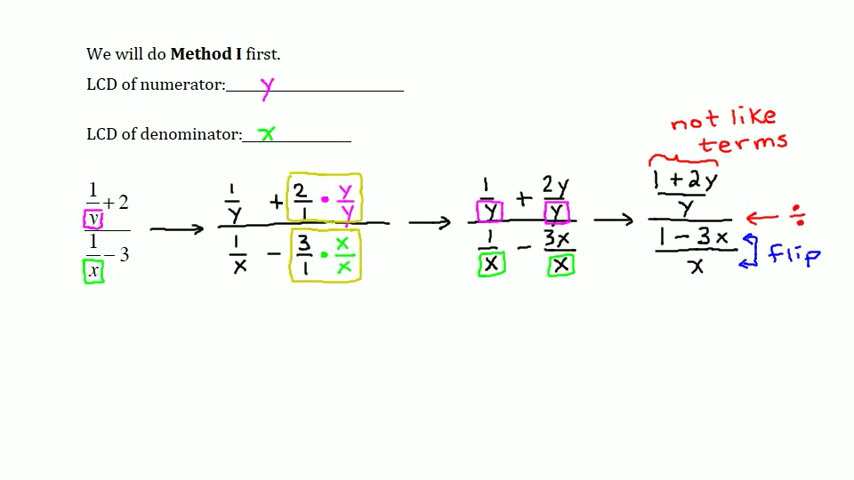 We will do Method I first.
LCD of numerator: y
LCD of denominator: x
not like
terms
1/y + 2 → 1/y + 2/1 • y/y → 1/y + 2y/y → 1 + 2y/y
← ÷
1/x - 3 1/x - 3/1 • x/x 1/x - 3x/x 1 - 3x/x
flip